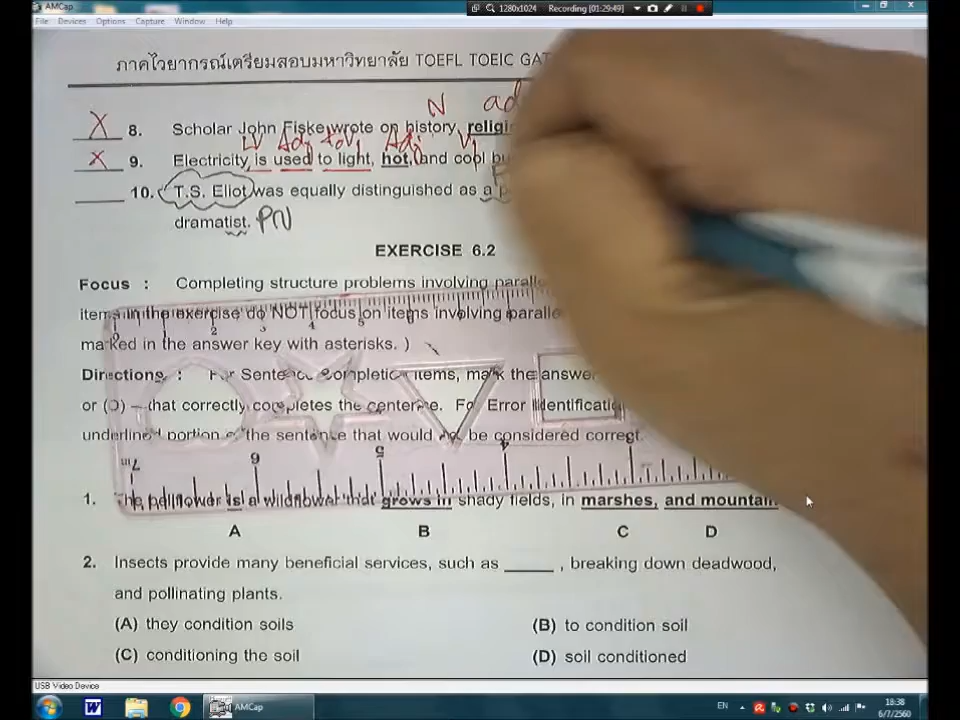 AMCap
1280x1024 Recording [01:29:49]
File Devices Options Capture Window Help
ภาคไวยากรณ์เตรียมสอบมหาวิทยาลัย TOEFL TOEIC GAT
N
X 8. Scholar John Fiske wrote on history,
Adj Adj
X 9. Electricity, is used to light, hot, and cool
10. T.S. Eliot was equally distinguished as a
dramatist. PN
EXERCISE 6.2
Focus : Completing structure problems involving
items in the exercise do NOT focus on items involving
marked in the answer key with asterisks. )
Directions : For Sentence Completion items, mark the answer
or (D) – that correctly completes the centence. For Error
underlined portion of the sentence that would not be considered correct.
1. The bellflower is a wildflower that grows in shady fields, in marshes, and mountain
A B C D
2. Insects provide many beneficial services, such as _____ , breaking down deadwood,
and pollinating plants.
(A) they condition soils (B) to condition soil
(C) conditioning the soil (D) soil conditioned
USB Video Device
AMCap EN 18:38
6/7/2560